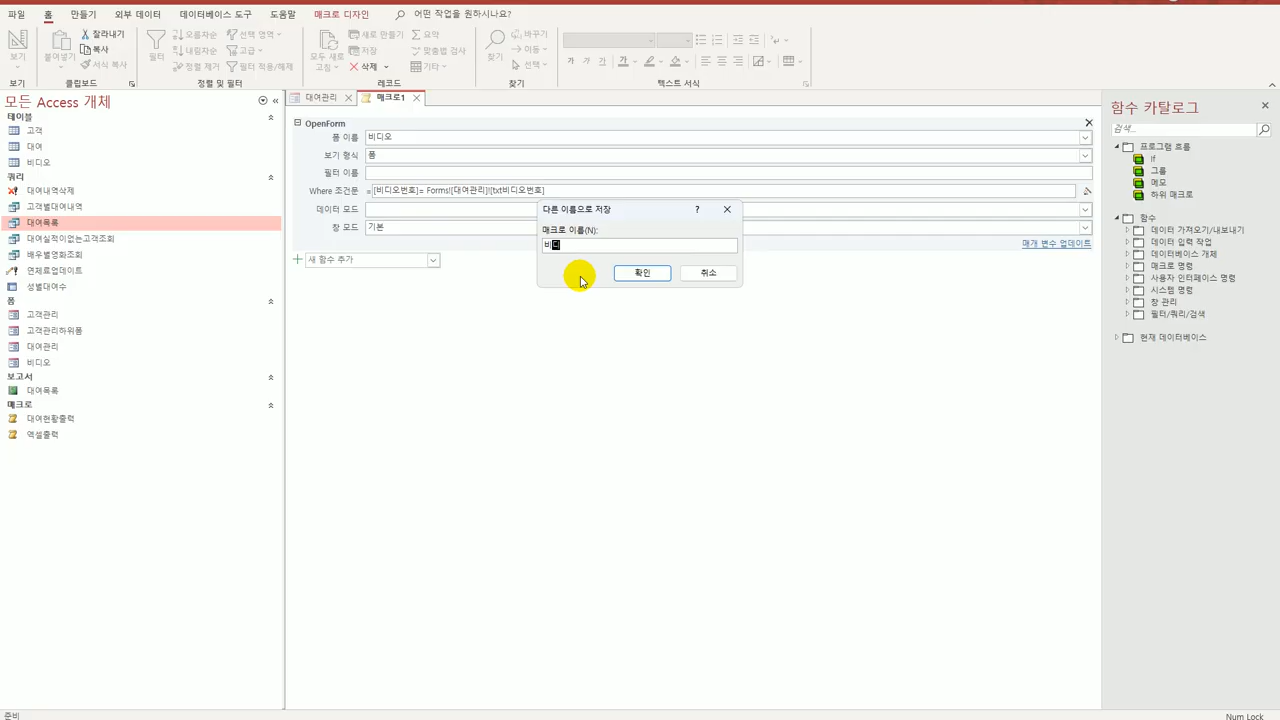 파일 홈 만들기 외부 데이터 데이터베이스 도구 도움말 매크로 디자인 어떤 작업을 원하시나요?
보기
붙여넣기
잘라내기
복사
서식 복사
클립보드
필터
오름차순
내림차순
정렬 제거
선택 영역
고급
필터 적용/해제
정렬 및 필터
모두 새로
고침
새로 만들기
저장
삭제
요약
맞춤법 검사
기타
레코드
찾기
바꾸기
이동
선택
찾기
가 가 가 가
텍스트 서식
모든 Access 개체
테이블
고객
대여
비디오
쿼리
대여내역삭제
고객별대여내역
대여목록
대여실적이없는고객조회
배우별영화조회
연체료업데이트
성별대여수
폼
고객관리
고객관리하위폼
대여관리
비디오
보고서
대여목록
매크로
대여현황출력
엑셀출력
대여관리
매크로1
OpenForm
폼 이름 비디오
보기 형식 폼
필터 이름
Where 조건문 = [비디오번호]= Forms![대여관리]![txt비디오번호]
데이터 모드
창 모드 기본
매개 변수 업데이트
새 함수 추가
다른 이름으로 저장 ?
매크로 이름(N):
비디
확인 취소
함수 카탈로그
검색...
프로그램 흐름
If
그룹
메모
하위 매크로
함수
데이터 가져오기/내보내기
데이터 입력 작업
데이터베이스 개체
매크로 명령
사용자 인터페이스 명령
시스템 명령
창 관리
필터/쿼리/검색
현재 데이터베이스
준비
Num Lock